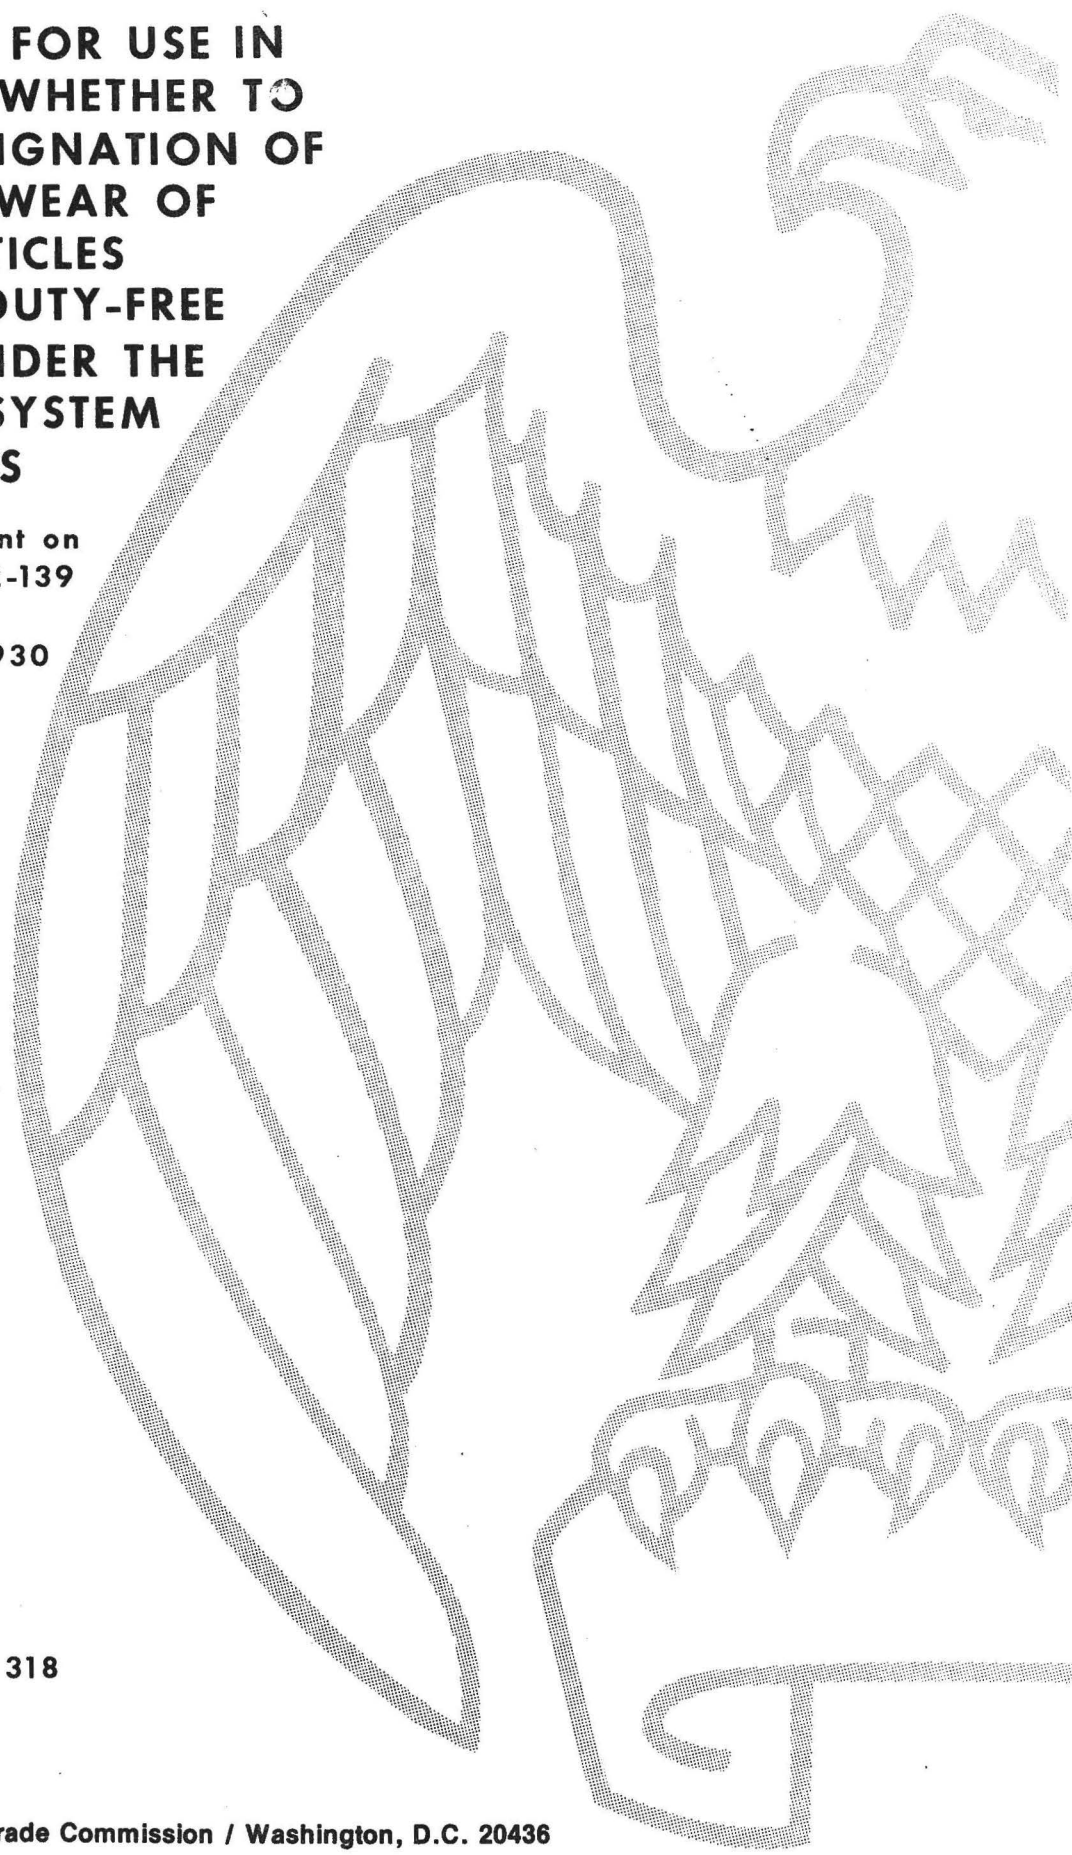 FOR USE IN
WHETHER TO
IGNATION OF
WEAR OF
TICLES
DUTY-FREE
NDER THE
SYSTEM
S
nt on
-139
930
318
rade Commission / Washington, D.C. 20436